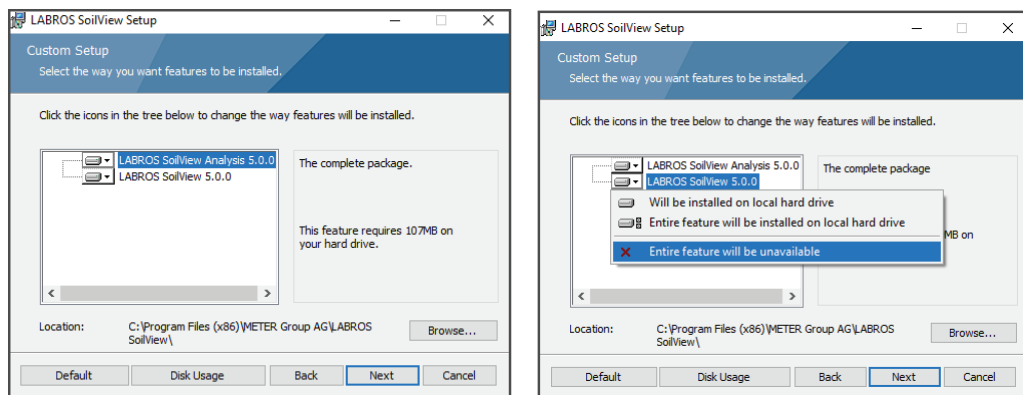 LABROS SoilView Setup
Custom Setup
Select the way you want features to be installed.
Click the icons in the tree below to change the way features will be installed.
LABROS SoilView Analysis 5.0.0
LABROS SoilView 5.0.0
The complete package.
This feature requires 107MB on
your hard drive.
Location:
C:\Program Files (x86)\METER Group AG\LABROS
SoilView\
Browse...
Default
Disk Usage
Back
Next
Cancel
LABROS SoilView Setup
Custom Setup
Select the way you want features to be installed.
Click the icons in the tree below to change the way features will be installed.
LABROS SoilView Analysis 5.0.0
LABROS SoilView 5.0.0
The complete package
Will be installed on local hard drive
Entire feature will be installed on local hard drive
Entire feature will be unavailable
MB on
Location:
C:\Program Files (x86)\METER Group AG\LABROS
SoilView\
Browse...
Default
Disk Usage
Back
Next
Cancel